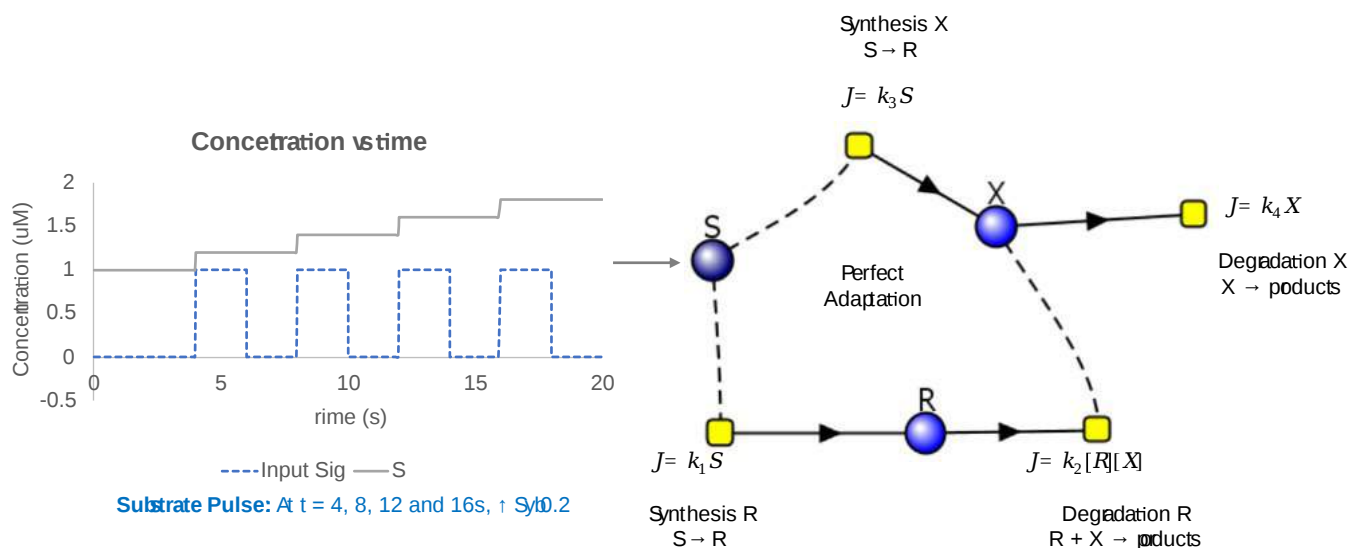 Synthesis X
S → R
J= k₃S
Concetration vs time
Concentration (uM)
2
1.5
1
0.5
0
-0.5
0
5
10
15
20
rime (s)
Input Sig
S
Substrate Pulse: At t = 4, 8, 12 and 16s, ↑ S yb 0.2
S
X
Perfect
Adaptation
J= k₄X
Degradation X
X → products
R
J= k₁S
J= k₂[R][X]
Synthesis R
S → R
Degradation R
R + X → products